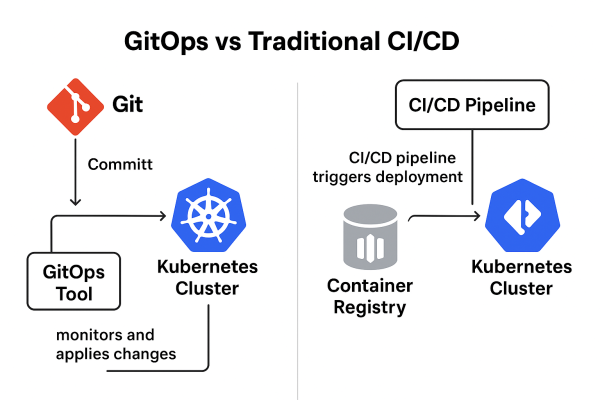 GitOps vs Traditional CI/CD
Git
Committ
GitOps
Tool
Kubernetes
Cluster
monitors and
applies changes
CI/CD Pipeline
CI/CD pipeline
triggers deployment
Container
Registry
Kubernetes
Cluster